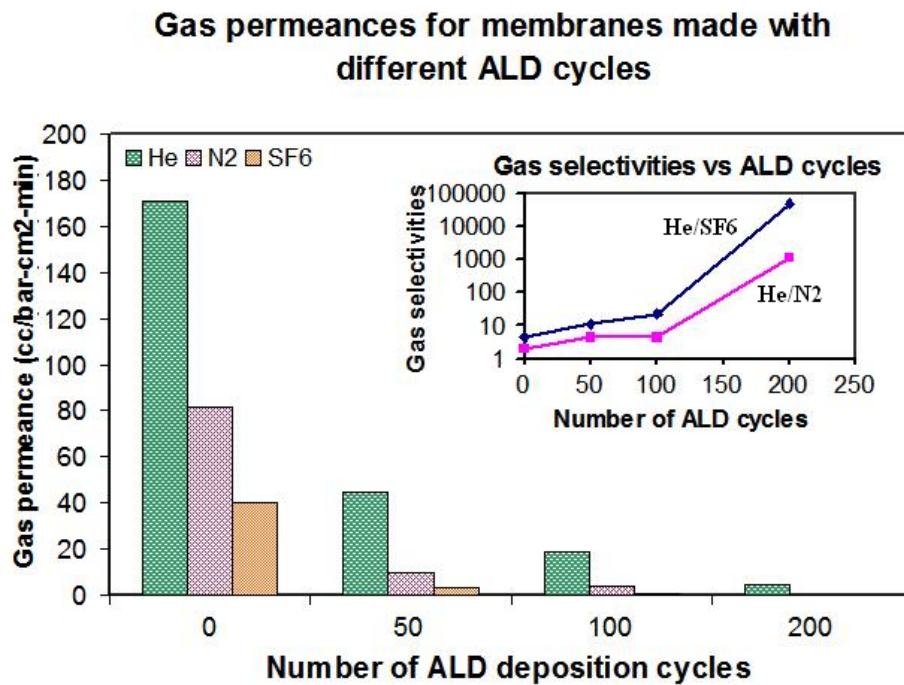 Gas permeances for membranes made with
different ALD cycles
Gas permeance (cc/bar-cm2-min)
200
180
160
140
120
100
80
60
40
20
0
He N2 SF6
0 50 100 200
Number of ALD deposition cycles
Gas selectivities vs ALD cycles
Gas selectivities
100000
10000
1000
100
10
1
He/SF6
He/N2
0 50 100 150 200 250
Number of ALD cycles